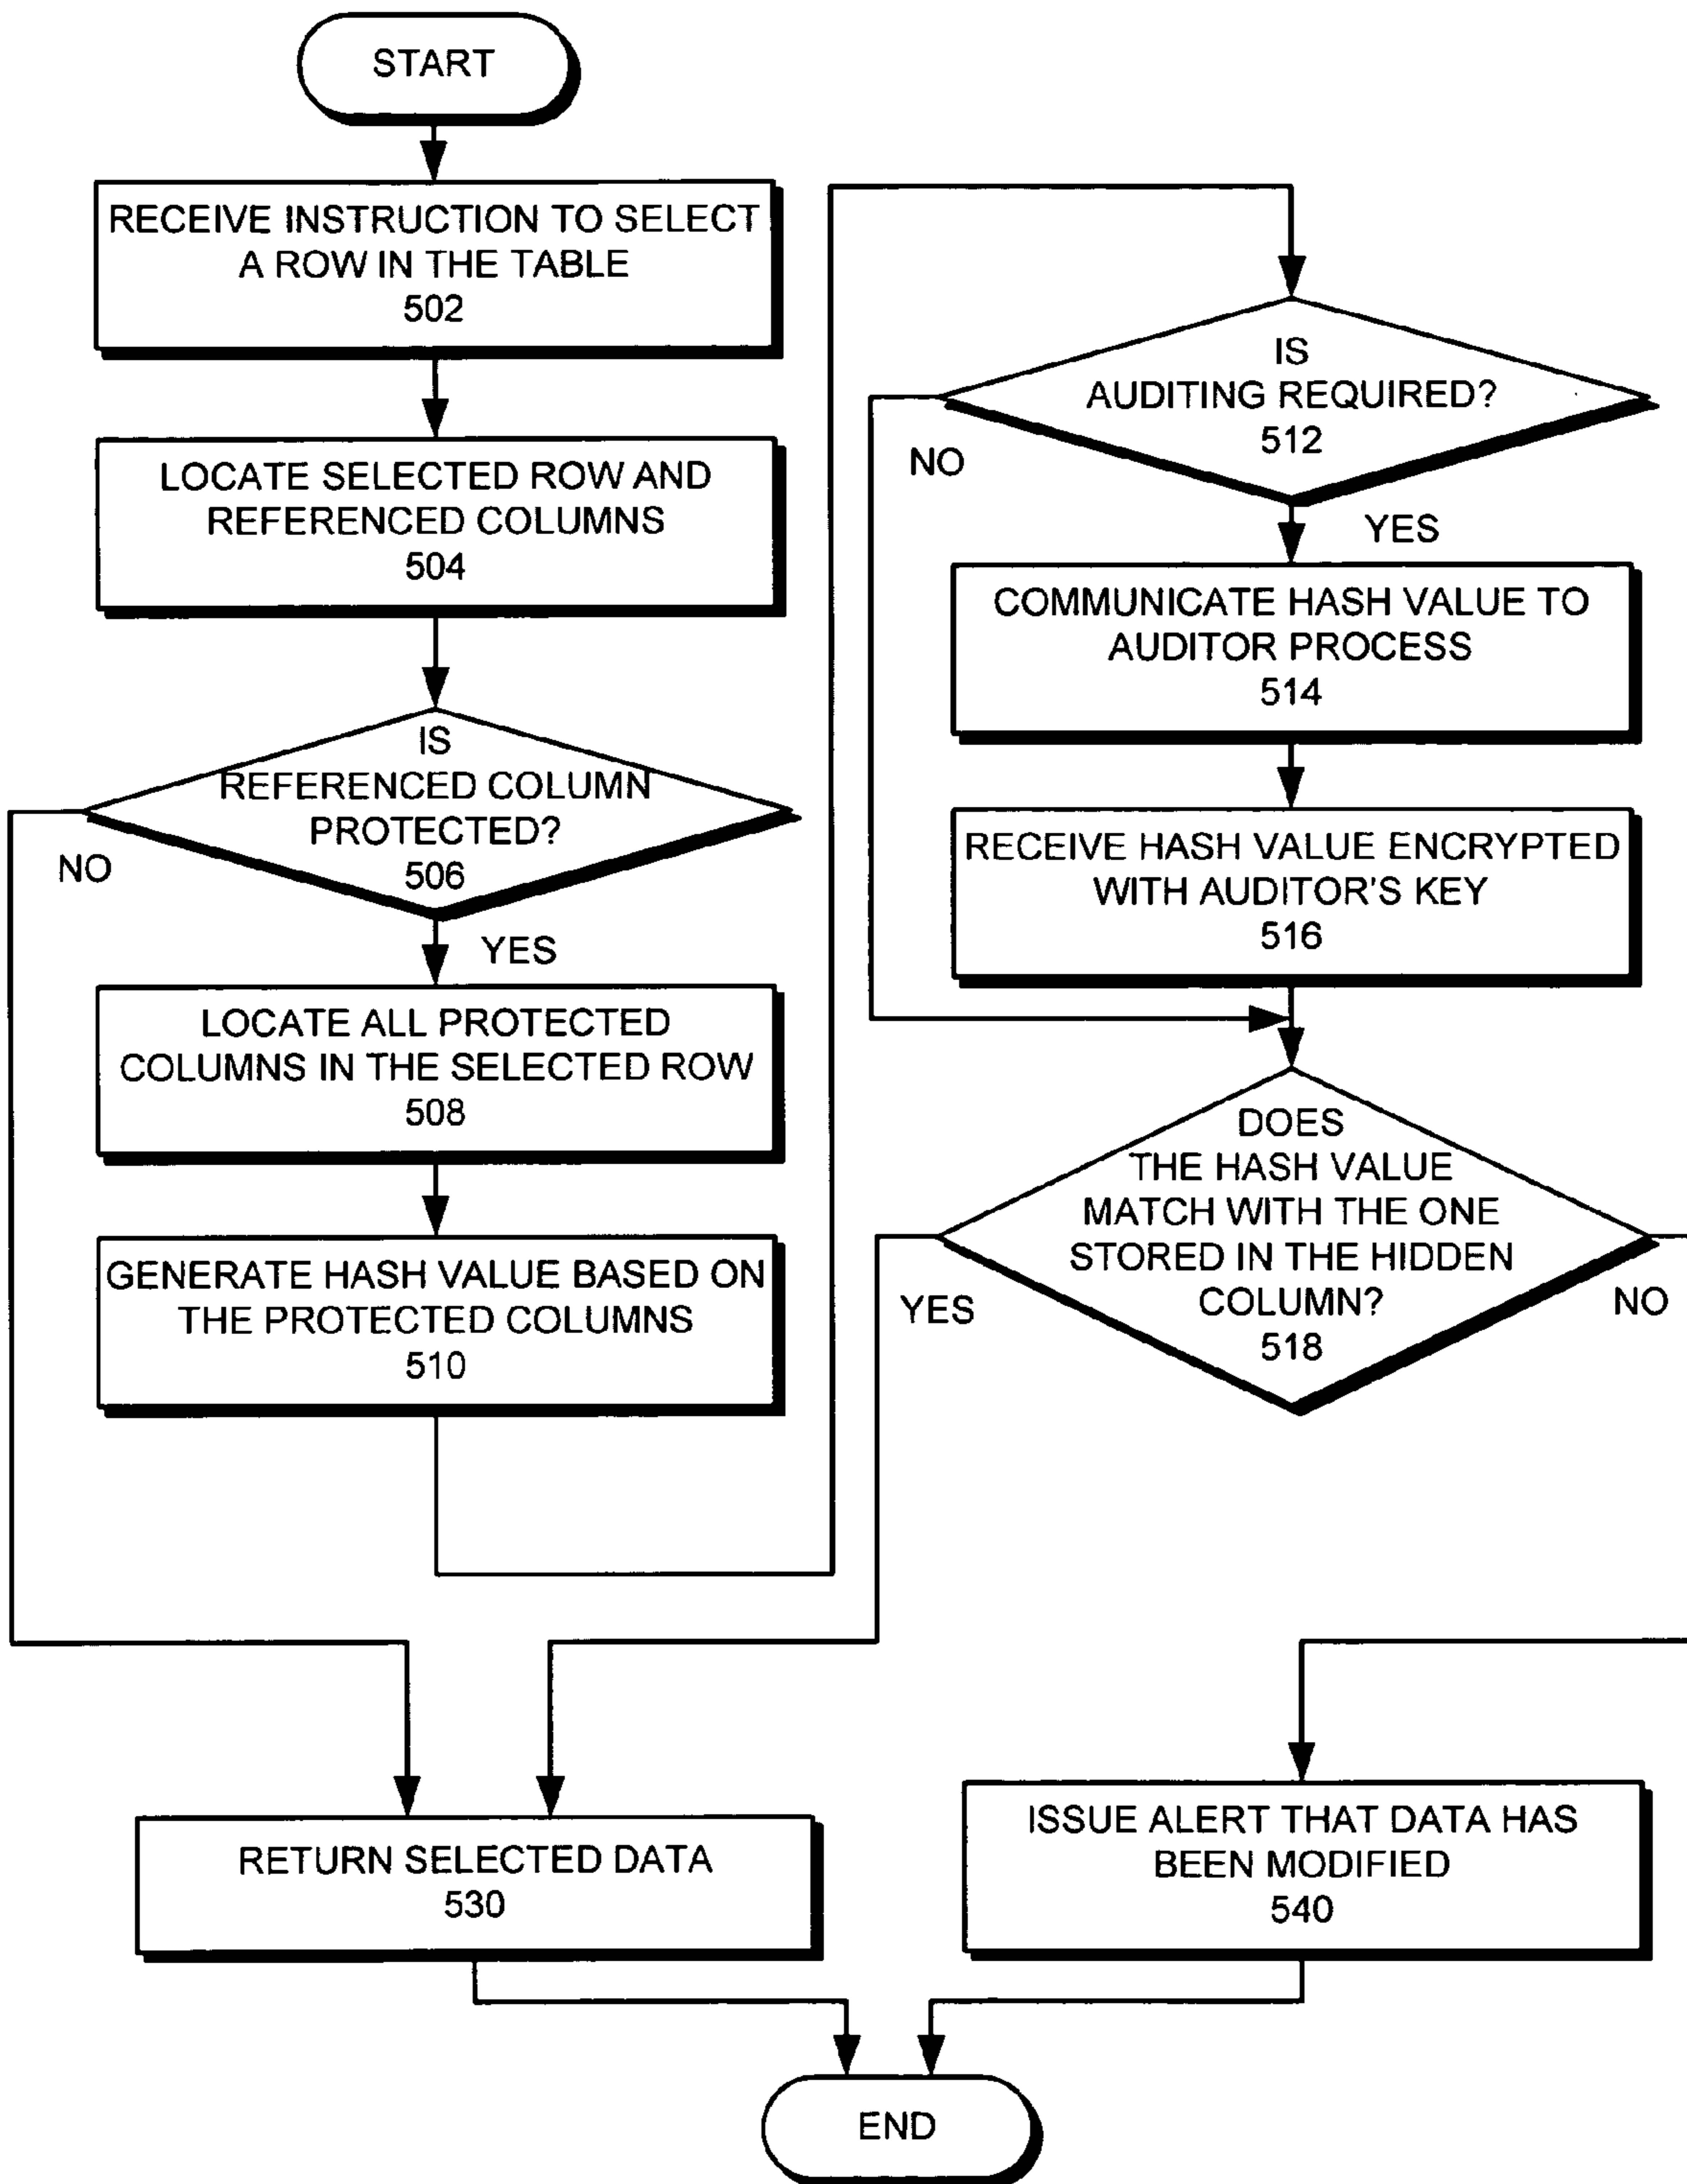 START
RECEIVE INSTRUCTION TO SELECT
A ROW IN THE TABLE
502
LOCATE SELECTED ROW AND
REFERENCED COLUMNS
504
IS
REFERENCED COLUMN
PROTECTED?
506
NO
YES
LOCATE ALL PROTECTED
COLUMNS IN THE SELECTED ROW
508
GENERATE HASH VALUE BASED ON
THE PROTECTED COLUMNS
510
IS
AUDITING REQUIRED?
512
NO
YES
COMMUNICATE HASH VALUE TO
AUDITOR PROCESS
514
RECEIVE HASH VALUE ENCRYPTED
WITH AUDITOR'S KEY
516
DOES
THE HASH VALUE
MATCH WITH THE ONE
STORED IN THE HIDDEN
COLUMN?
518
YES
NO
RETURN SELECTED DATA
530
ISSUE ALERT THAT DATA HAS
BEEN MODIFIED
540
END